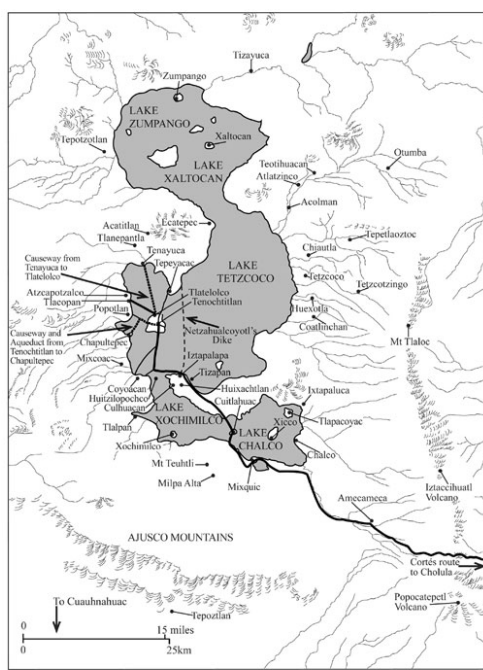 Tizayuca
Zumpango
LAKE
ZUMPANGO
Tepotzotlan
Xaltocan
LAKE
XALTOCAN
Teotihuacan
Atlatzinco
Otumba
Acolman
Ecatepec
Acatitlan
Tlanepantla
Chiautla
Tepetlaoztoc
Causeway from
Tenayuca to
Tlatelolco
Tenayuca
Tepeyacac
LAKE
TETZCOCO
Tetzcoco
Tetzcotzingo
Atzcapotzalco
Tlacopan
Popotlan
Tlatelolco
Tenochtitlan
Huexotla
Coatlinchan
Causeway and
Aqueduct from
Tenochtitlan to
Chapultepec
Netzahualcoyotl's
Dike
Mt Tlaloc
Chapultepec
Mixcoac
Iztapalapa
Tizapan
Coyoacan
Huitzilopochco
Culhuacan
Huixachtlan
Cuitlahuac
Ixtapaluca
Tlalpan
LAKE
XOCHIMILCO
Xicco
Tlapacoyac
LAKE
CHALCO
Xochimilco
Chalco
Mt Teuhtli
Milpa Alta
Mixquic
Iztaccihuatl
Volcano
Amecameca
AJUSCO MOUNTAINS
Cortés route
to Cholula
To Cuauhnahuac
Tepoztlan
Popocatepetl
Volcano
0 15 miles
0 25km